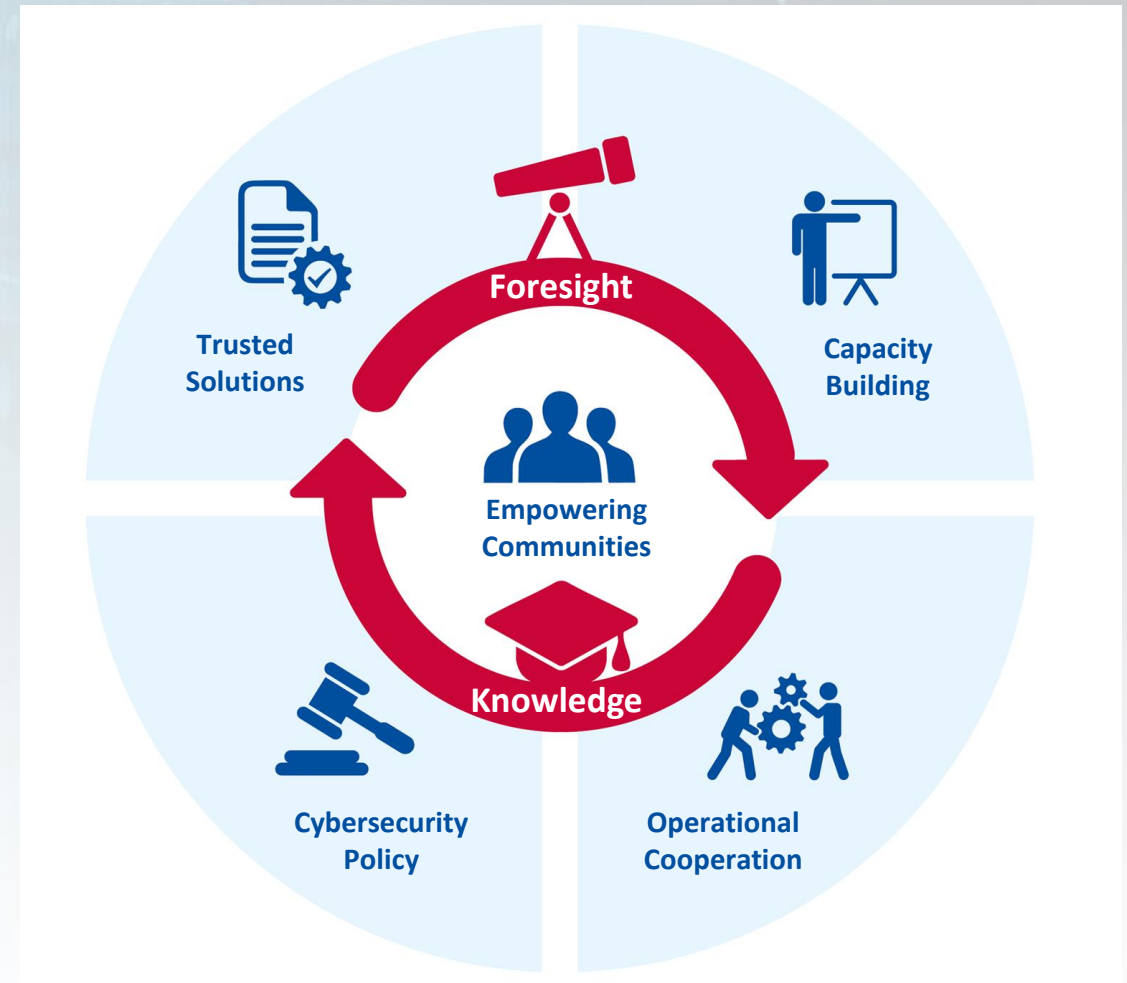 Foresight
Trusted
Solutions
Capacity
Building
Empowering
Communities
Knowledge
Cybersecurity
Policy
Operational
Cooperation